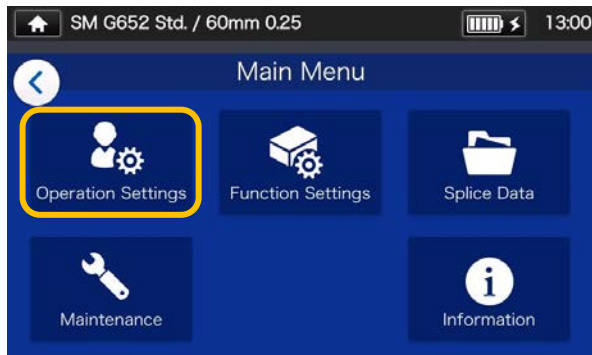 SM G652 Std. / 60mm 0.25 13:00
Main Menu
Operation Settings Function Settings Splice Data
Maintenance Information